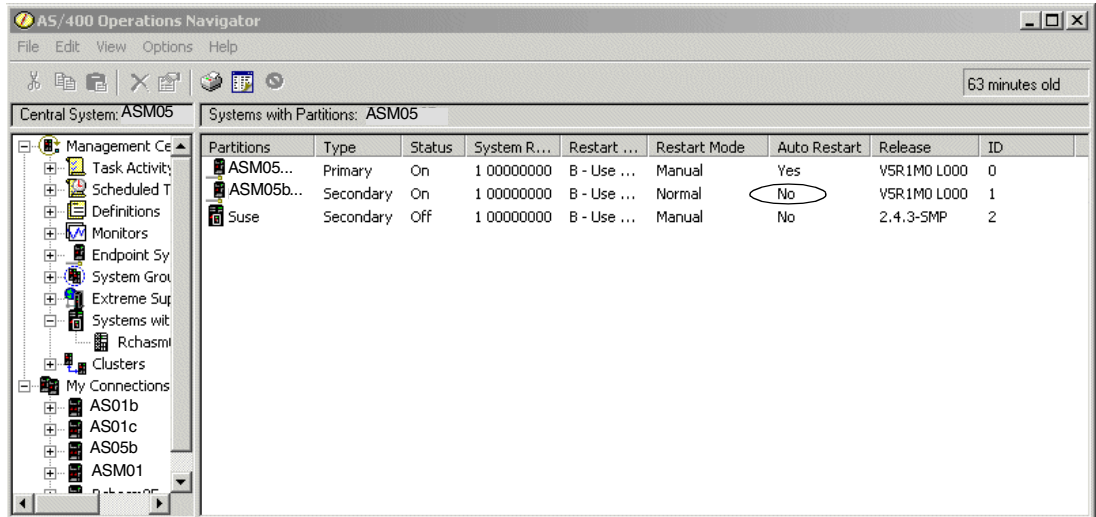 AS/400 Operations Navigator
File Edit View Options Help
63 minutes old
Central System: ASM05
Systems with Partitions: ASM05
Management Ce
Task Activity
Scheduled T
Definitions
Monitors
Endpoint Sy
System Grou
Extreme Sup
Systems wit
Clusters
My Connections
AS01b
AS01c
AS05b
ASM01
Partitions Type Status System R... Restart ... Restart Mode Auto Restart Release ID
ASM05... Primary On 1 00000000 B - Use ... Manual Yes V5R1M0 L000 0
ASM05b... Secondary On 1 00000000 B - Use ... Normal No V5R1M0 L000 1
Suse Secondary Off 1 00000000 B - Use ... Manual No 2.4.3-SMP 2